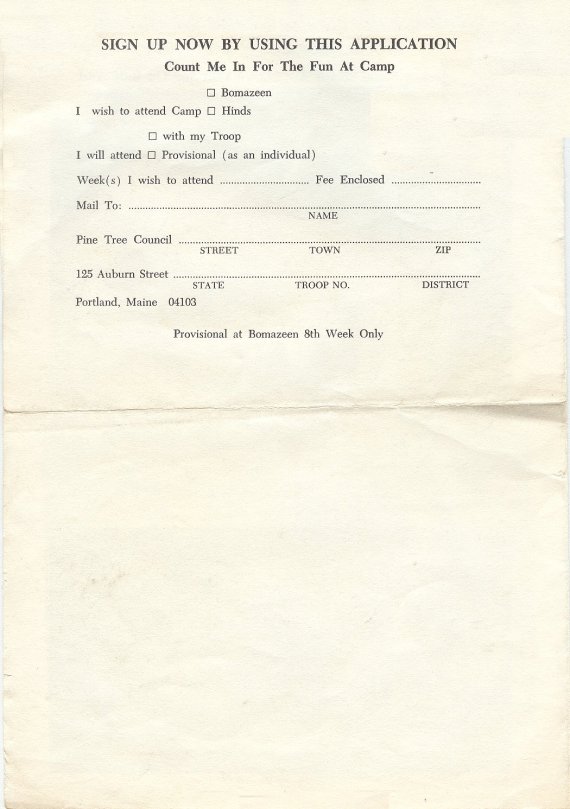 SIGN UP NOW BY USING THIS APPLICATION
Count Me In For The Fun At Camp
☐ Bomazeen
I wish to attend Camp ☐ Hinds
☐ with my Troop
I will attend ☐ Provisional (as an individual)
Week(s) I wish to attend .............................. Fee Enclosed ..............................
Mail To: ..............................
NAME
Pine Tree Council ..............................
STREET TOWN ZIP
125 Auburn Street ..............................
STATE TROOP NO. DISTRICT
Portland, Maine 04103
Provisional at Bomazeen 8th Week Only